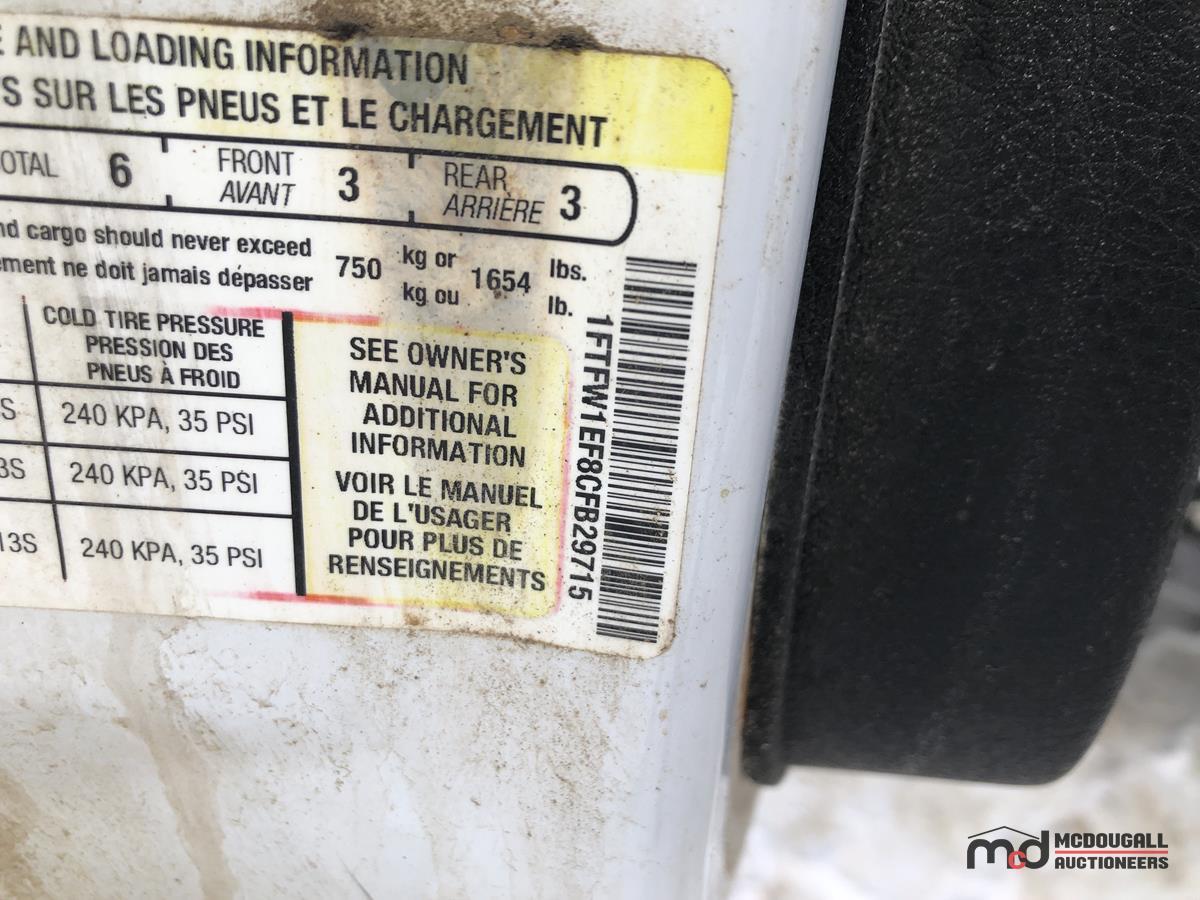 AND LOADING INFORMATION
SUR LES PNEUS ET LE CHARGEMENT
6 FRONT AVANT 3 REAR ARRIÈRE 3
cargo should never exceed 750 kg or 1654 lbs.
ne doit jamais dépasser kg ou lb.
COLD TIRE PRESSURE
PRESSION DES
PNEUS À FROID
240 KPA, 35 PSI
240 KPA, 35 PSI
240 KPA, 35 PSI
SEE OWNER'S
MANUAL FOR
ADDITIONAL
INFORMATION
VOIR LE MANUEL
DE L'USAGER
POUR PLUS DE
RENSEIGNEMENTS
1FTFW1EF8CFB29715
mcd MCDOUGALL
AUCTIONEERS